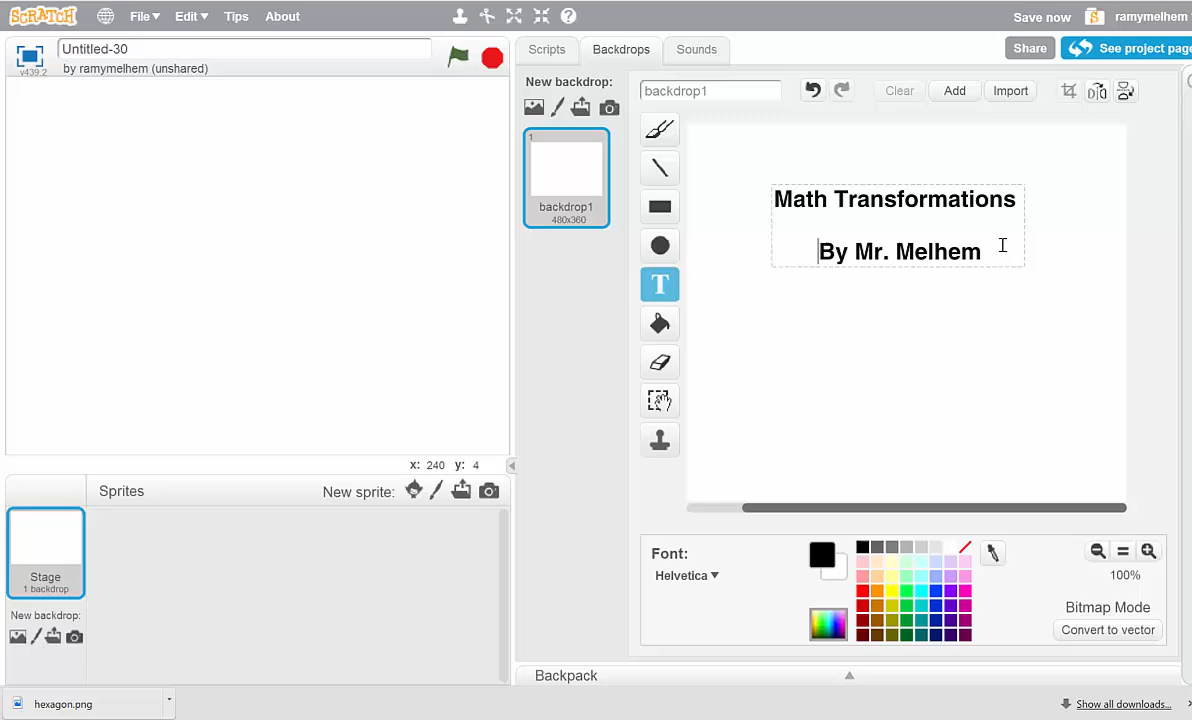 SCRATCH
File▼
Edit▼
Tips
About
Save now
ramymelhem
v439.2
Untitled-30
by ramymelhem (unshared)
Scripts
Backdrops
Sounds
Share
See project page
New backdrop:
1
backdrop1
480x360
backdrop1
Clear
Add
Import
Math Transformations
By Mr. Melhem
T
x: 240 y: 4
Sprites
New sprite:
Stage
1 backdrop
New backdrop:
Font:
Helvetica ▼
100%
Bitmap Mode
Convert to vector
Backpack
hexagon.png
Show all downloads...